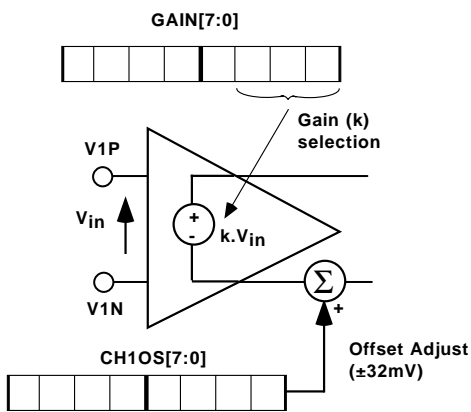 GAIN[7:0]
Gain (k)
selection
V1P
+
Vin
-
k.Vin
Σ
V1N
+
CH1OS[7:0]
Offset Adjust
(±32mV)